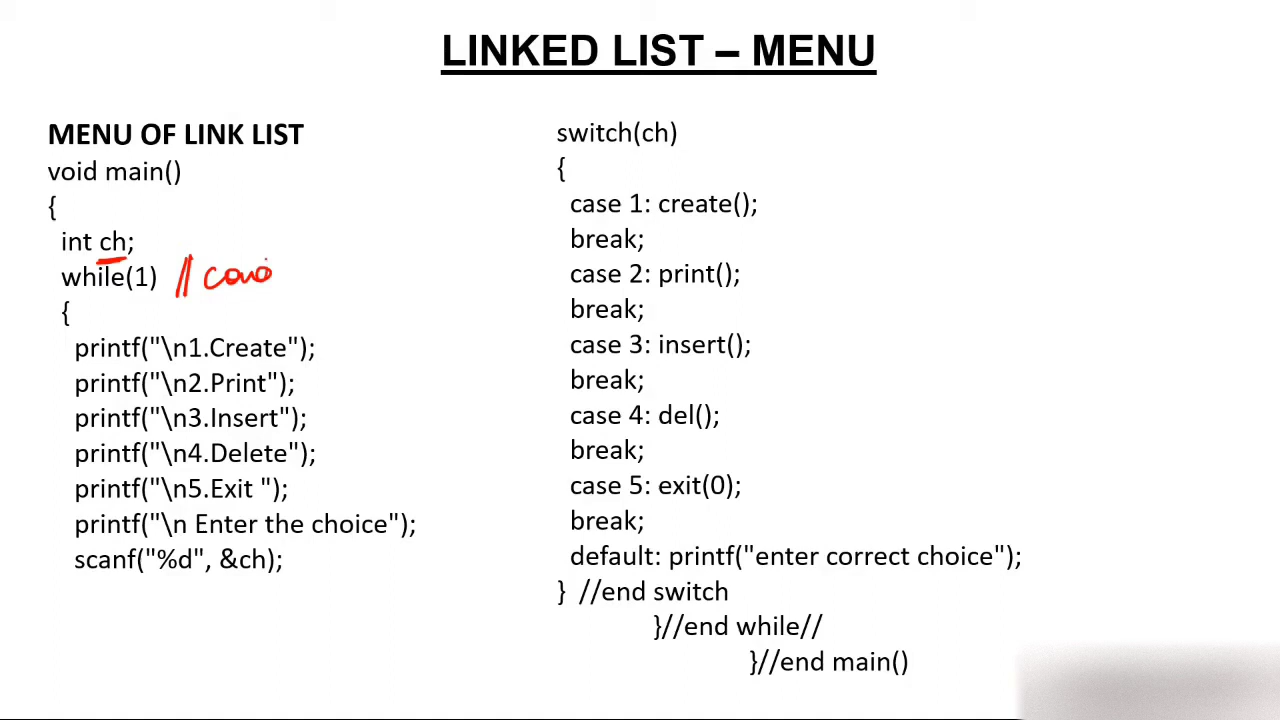 LINKED LIST – MENU
MENU OF LINK LIST
void main()
{
int ch;
while(1) //
{
printf("\n1.Create");
printf("\n2.Print");
printf("\n3.Insert");
printf("\n4.Delete");
printf("\n5.Exit ");
printf("\n Enter the choice");
scanf("%d", &ch);
switch(ch)
{
case 1: create();
break;
case 2: print();
break;
case 3: insert();
break;
case 4: del();
break;
case 5: exit(0);
break;
default: printf("enter correct choice");
} //end switch
}//end while//
}//end main()